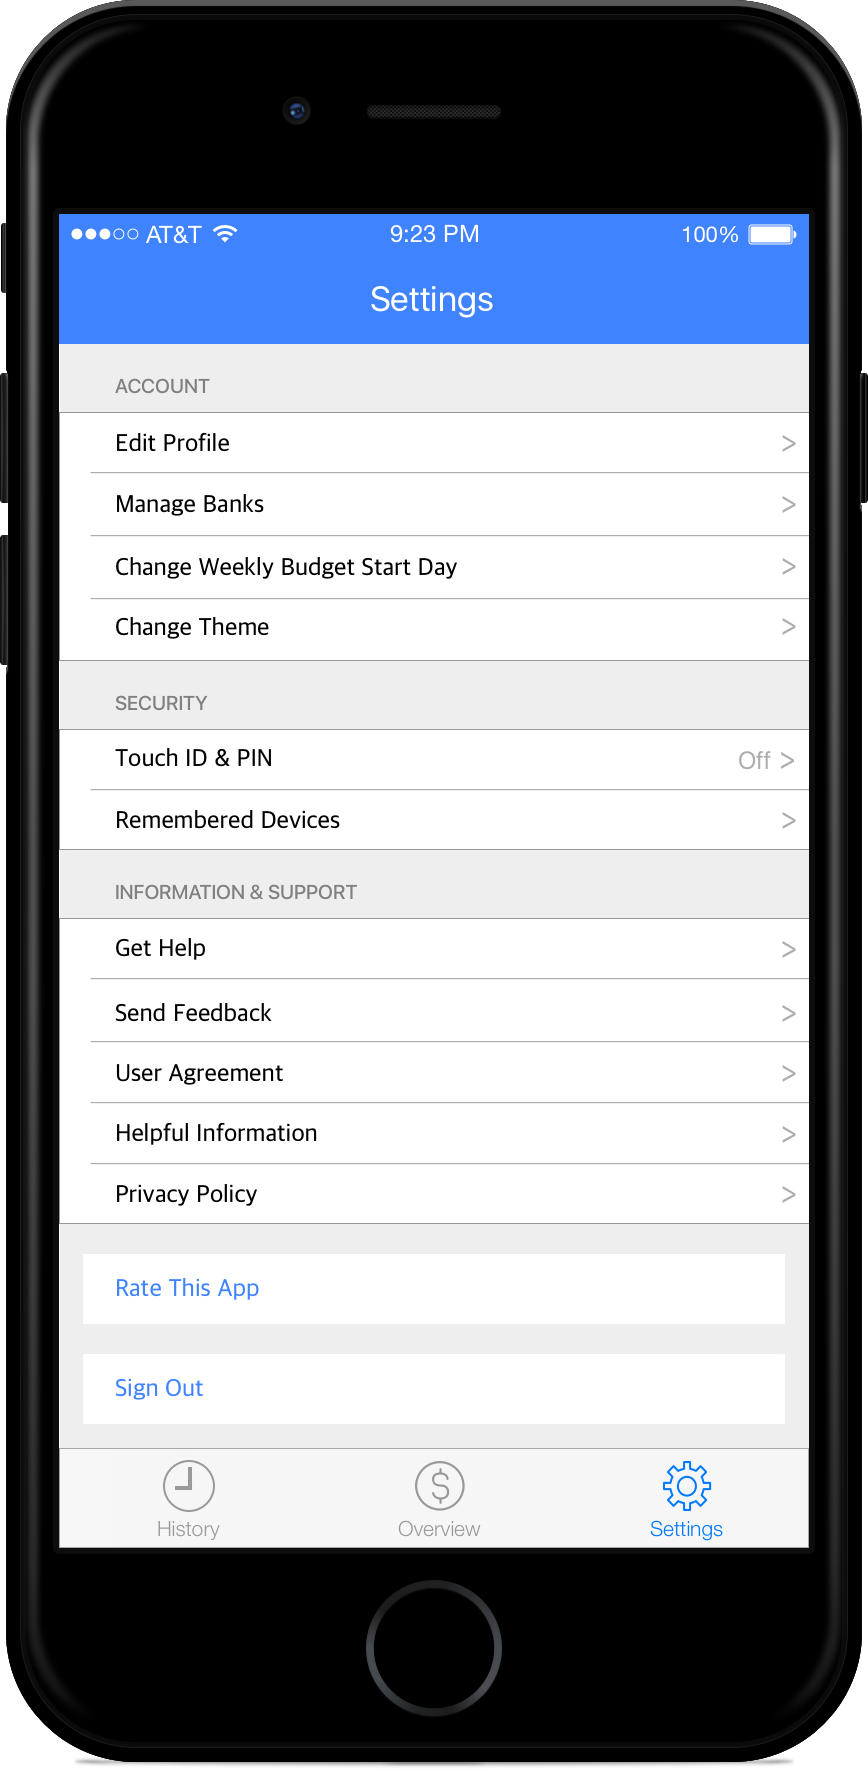 AT&T 9:23 PM 100%
Settings
ACCOUNT
Edit Profile >
Manage Banks >
Change Weekly Budget Start Day >
Change Theme >
SECURITY
Touch ID & PIN Off >
Remembered Devices >
INFORMATION & SUPPORT
Get Help >
Send Feedback >
User Agreement >
Helpful Information >
Privacy Policy >
Rate This App
Sign Out
$
History Overview Settings